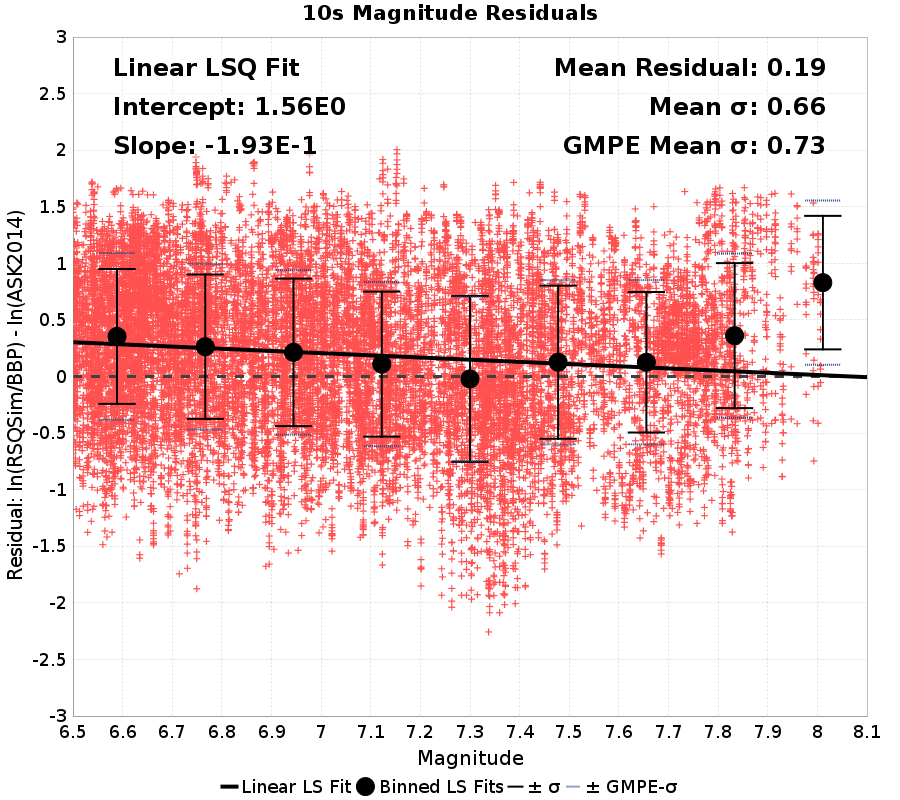 10s Magnitude Residuals
Linear LSQ Fit
Intercept: 1.56E0
Slope: -1.93E-1
Mean Residual: 0.19
Mean σ: 0.66
GMPE Mean σ: 0.73
Residual: ln(RSQSim/BBP) - ln(ASK2014)
3
2.5
2
1.5
1
0.5
0
-0.5
-1
-1.5
-2
-2.5
-3
6.5 6.6 6.7 6.8 6.9 7 7.1 7.2 7.3 7.4 7.5 7.6 7.7 7.8 7.9 8 8.1
Magnitude
Linear LS Fit Binned LS Fits ± σ ± GMPE-σ